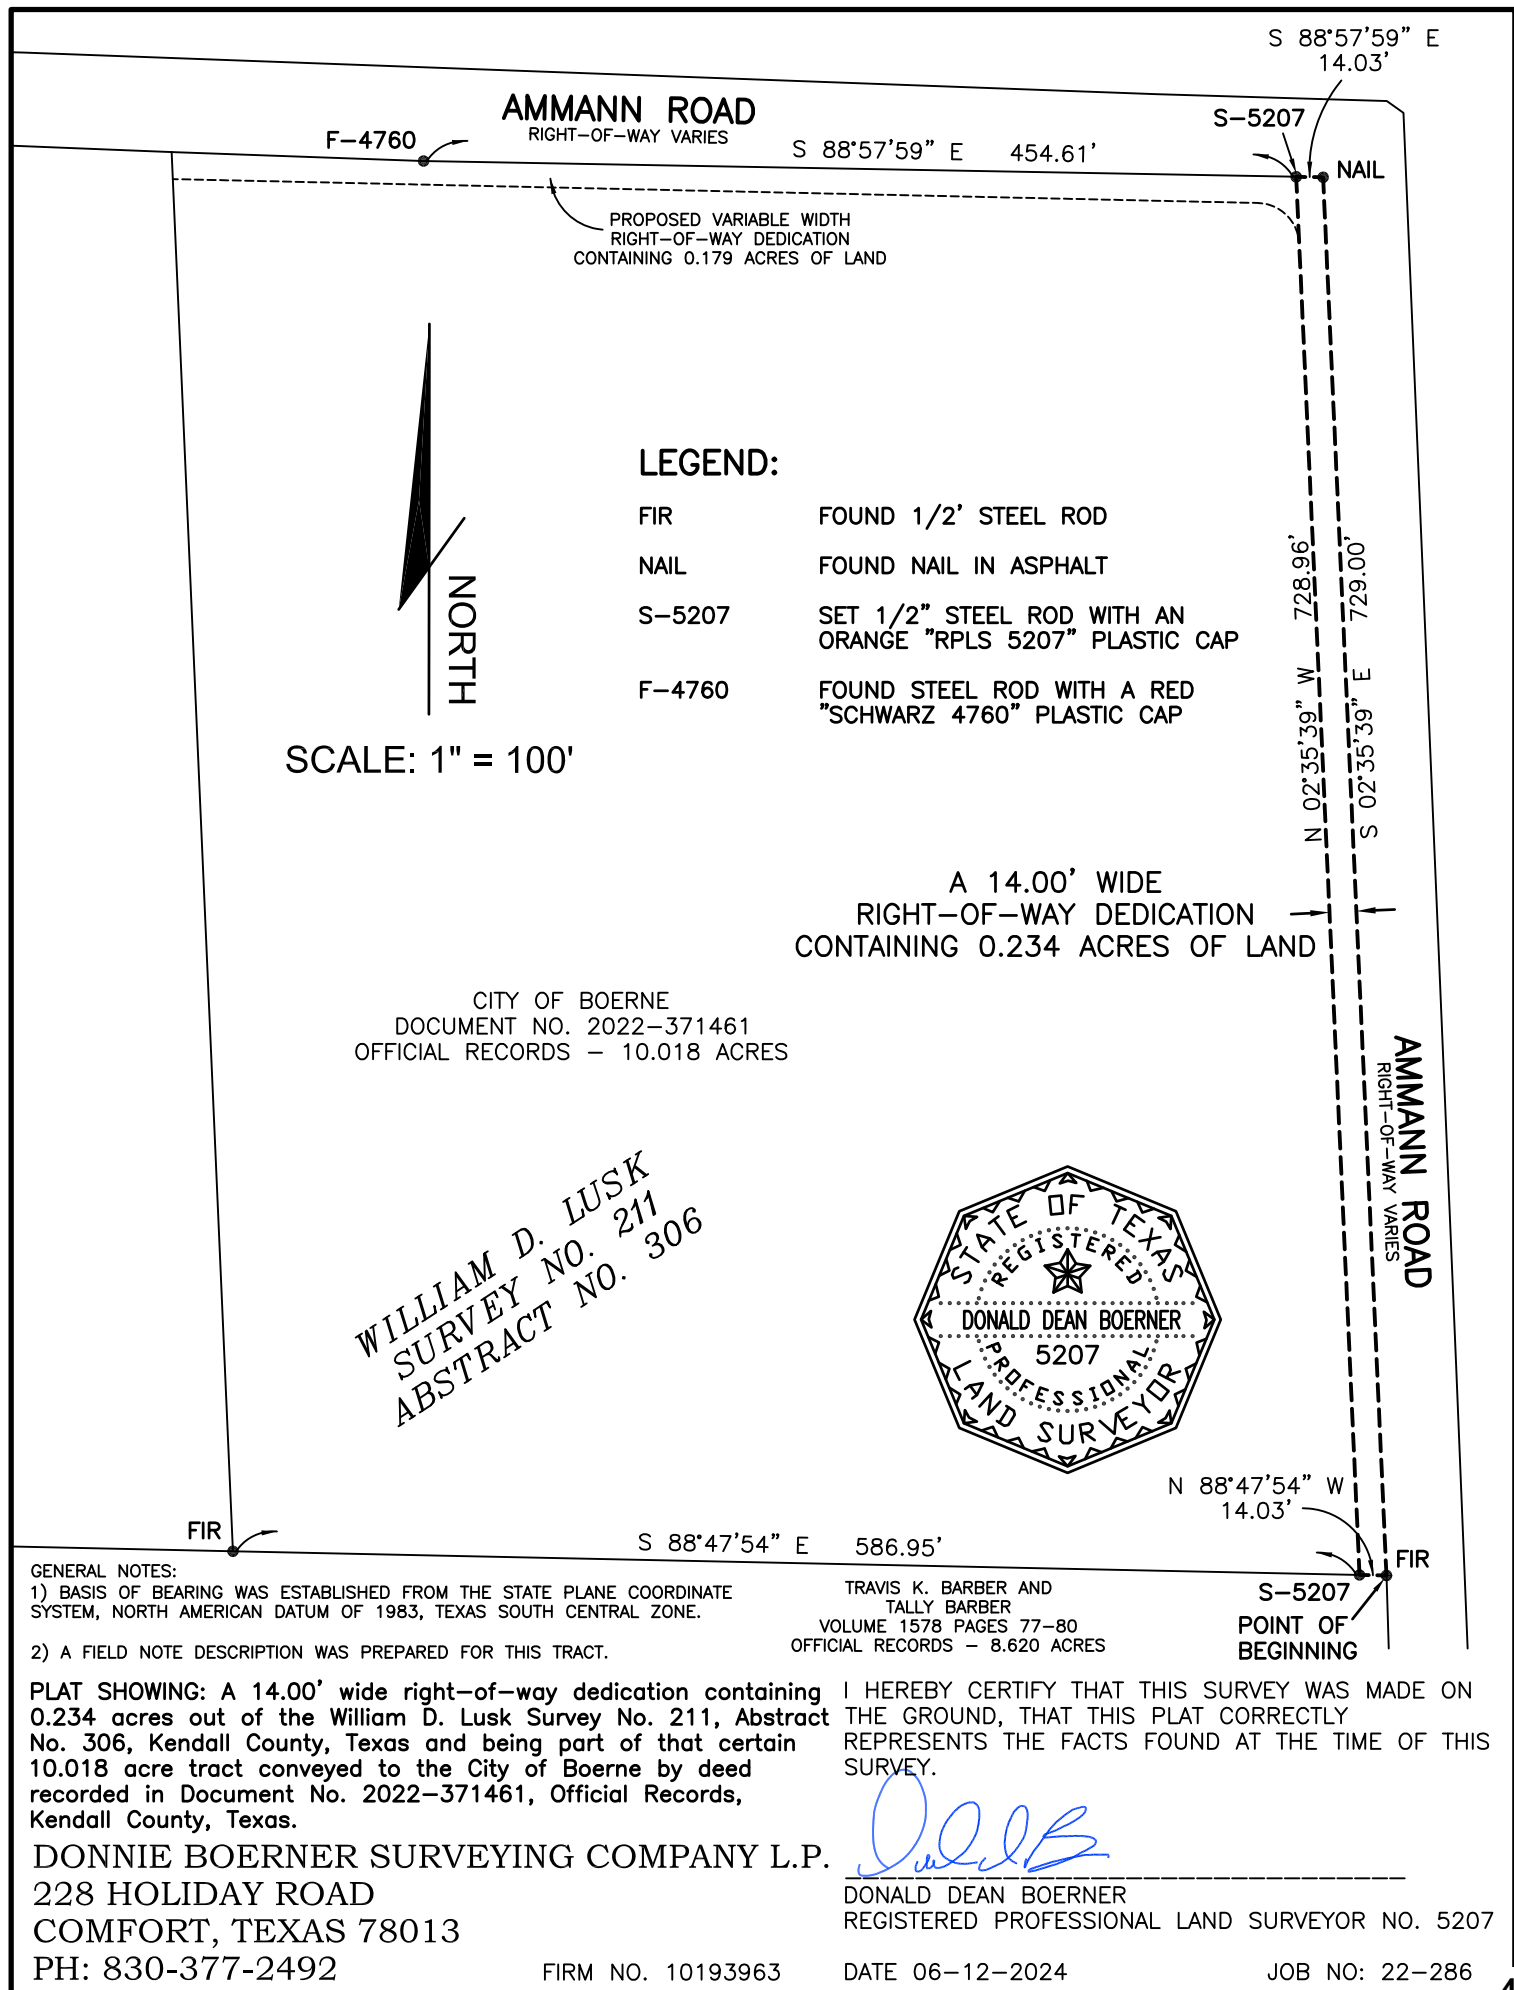 S 88°57'59" E
14.03'
AMMANN ROAD
RIGHT-OF-WAY VARIES
F-4760
S 88°57'59" E 454.61'
S-5207
NAIL
PROPOSED VARIABLE WIDTH
RIGHT-OF-WAY DEDICATION
CONTAINING 0.179 ACRES OF LAND
NORTH
SCALE: 1" = 100'
LEGEND:
FIR FOUND 1/2' STEEL ROD
NAIL FOUND NAIL IN ASPHALT
S-5207 SET 1/2" STEEL ROD WITH AN
ORANGE "RPLS 5207" PLASTIC CAP
F-4760 FOUND STEEL ROD WITH A RED
"SCHWARZ 4760" PLASTIC CAP
N 02°35'39" W 728.96'
S 02°35'39" E 729.00'
A 14.00' WIDE
RIGHT-OF-WAY DEDICATION
CONTAINING 0.234 ACRES OF LAND
CITY OF BOERNE
DOCUMENT NO. 2022-371461
OFFICIAL RECORDS - 10.018 ACRES
AMMANN ROAD
RIGHT-OF-WAY VARIES
WILLIAM D. LUSK
SURVEY NO. 211
ABSTRACT NO. 306
STATE OF TEXAS
REGISTERED
DONALD DEAN BOERNER
5207
PROFESSIONAL
LAND SURVEYOR
N 88°47'54" W
14.03'
FIR
S 88°47'54" E 586.95'
FIR
S-5207
POINT OF
BEGINNING
TRAVIS K. BARBER AND
TALLY BARBER
VOLUME 1578 PAGES 77-80
OFFICIAL RECORDS - 8.620 ACRES
GENERAL NOTES:
1) BASIS OF BEARING WAS ESTABLISHED FROM THE STATE PLANE COORDINATE
SYSTEM, NORTH AMERICAN DATUM OF 1983, TEXAS SOUTH CENTRAL ZONE.
2) A FIELD NOTE DESCRIPTION WAS PREPARED FOR THIS TRACT.
PLAT SHOWING: A 14.00' wide right-of-way dedication containing
0.234 acres out of the William D. Lusk Survey No. 211, Abstract
No. 306, Kendall County, Texas and being part of that certain
10.018 acre tract conveyed to the City of Boerne by deed
recorded in Document No. 2022-371461, Official Records,
Kendall County, Texas.
I HEREBY CERTIFY THAT THIS SURVEY WAS MADE ON
THE GROUND, THAT THIS PLAT CORRECTLY
REPRESENTS THE FACTS FOUND AT THE TIME OF THIS
SURVEY.
DONNIE BOERNER SURVEYING COMPANY L.P.
228 HOLIDAY ROAD
COMFORT, TEXAS 78013
PH: 830-377-2492
FIRM NO. 10193963
DONALD DEAN BOERNER
REGISTERED PROFESSIONAL LAND SURVEYOR NO. 5207
DATE 06-12-2024
JOB NO: 22-286